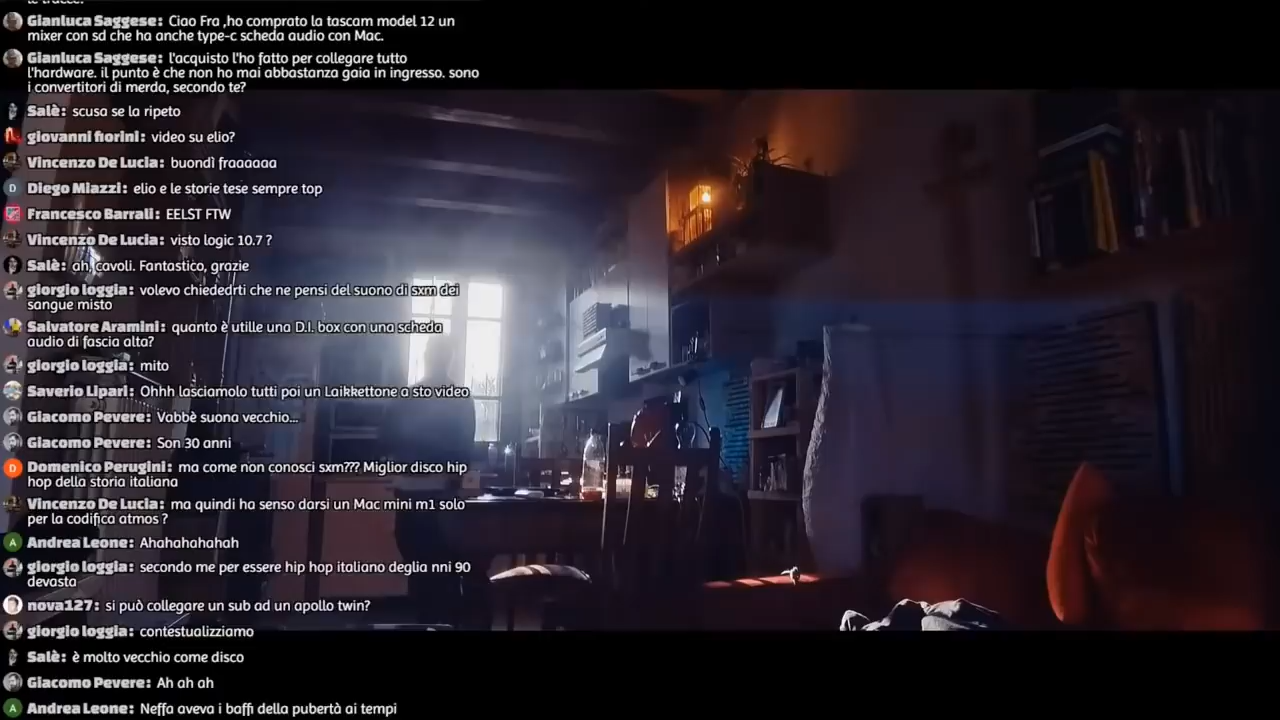 le tracce.
Gianluca Saggese: Ciao Fra ,ho comprato la tascam model 12 un
mixer con sd che ha anche type-c scheda audio con Mac.
Gianluca Saggese: l'acquisto l'ho fatto per collegare tutto
l'hardware. il punto è che non ho mai abbastanza gaia in ingresso. sono
i convertitori di merda, secondo te?
Salè: scusa se la ripeto
giovanni fiorini: video su elio?
Vincenzo De Lucia: buondì fraaaaaa
D Diego Miazzi: elio e le storie tese sempre top
Francesco Barrali: EELST FTW
Vincenzo De Lucia: visto logic 10.7 ?
Salè: ah, cavoli. Fantastico, grazie
giorgio loggia: volevo chiededrti che ne pensi del suono di sxm dei
sangue misto
Salvatore Aramini: quanto è utille una D.I. box con una scheda
audio di fascia alta?
giorgio loggia: mito
Saverio Lipari: Ohhh lasciamolo tutti poi un Laikkettone a sto video
Giacomo Pevere: Vabbè suona vecchio...
Giacomo Pevere: Son 30 anni
D Domenico Perugini: ma come non conosci sxm??? Miglior disco hip
hop della storia italiana
Vincenzo De Lucia: ma quindi ha senso darsi un Mac mini m1 solo
per la codifica atmos ?
A Andrea Leone: Ahahahahahah
giorgio loggia: secondo me per essere hip hop italiano deglia nni 90
devasta
nova127: si può collegare un sub ad un apollo twin?
giorgio loggia: contestualizziamo
Salè: è molto vecchio come disco
Giacomo Pevere: Ah ah ah
A Andrea Leone: Neffa aveva i baffi della pubertà ai tempi